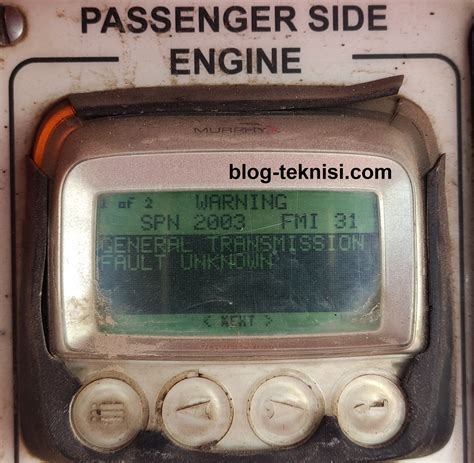 PASSENGER SIDE
ENGINE
MURPHY
blog-teknisi.com
1 of 2 WARNING
SPN 2003 FMI 31
GENERAL TRANSMISSION
FAULT UNKNOWN
< NEXT >